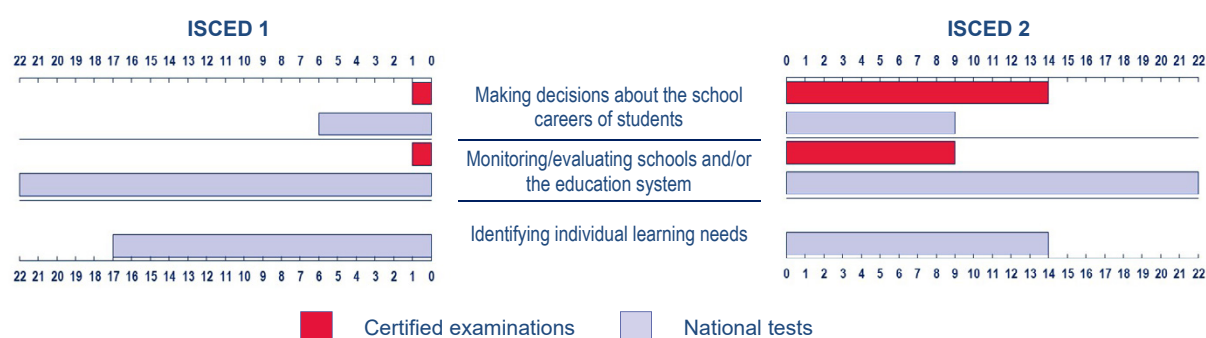 ISCED 1
ISCED 2
22 21 20 19 18 17 16 15 14 13 12 11 10 9 8 7 6 5 4 3 2 1 0
0 1 2 3 4 5 6 7 8 9 10 11 12 13 14 15 16 17 18 19 20 21 22
Making decisions about the school
careers of students
Monitoring/evaluating schools and/or
the education system
Identifying individual learning needs
22 21 20 19 18 17 16 15 14 13 12 11 10 9 8 7 6 5 4 3 2 1 0
0 1 2 3 4 5 6 7 8 9 10 11 12 13 14 15 16 17 18 19 20 21 22
Certified examinations
National tests